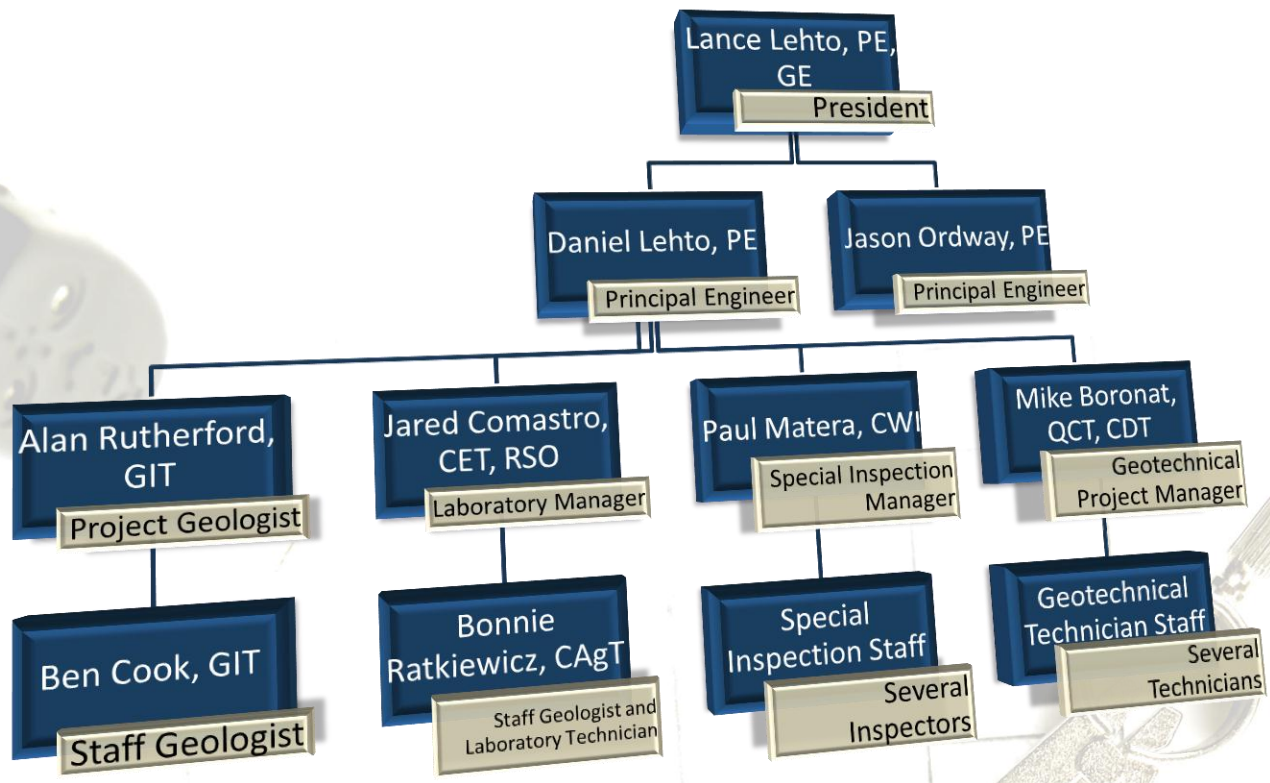 Lance Lehto, PE,
GE
President
Daniel Lehto, PE
Principal Engineer
Jason Ordway, PE
Principal Engineer
Alan Rutherford,
GIT
Project Geologist
Jared Comastro,
CET, RSO
Laboratory Manager
Paul Matera, CWI
Special Inspection
Manager
Mike Boronat,
QCT, CDT
Geotechnical
Project Manager
Ben Cook, GIT
Staff Geologist
Bonnie
Ratkiewicz, CAgT
Staff Geologist and
Laboratory Technician
Special
Inspection Staff
Several
Inspectors
Geotechnical
Technician Staff
Several
Technicians